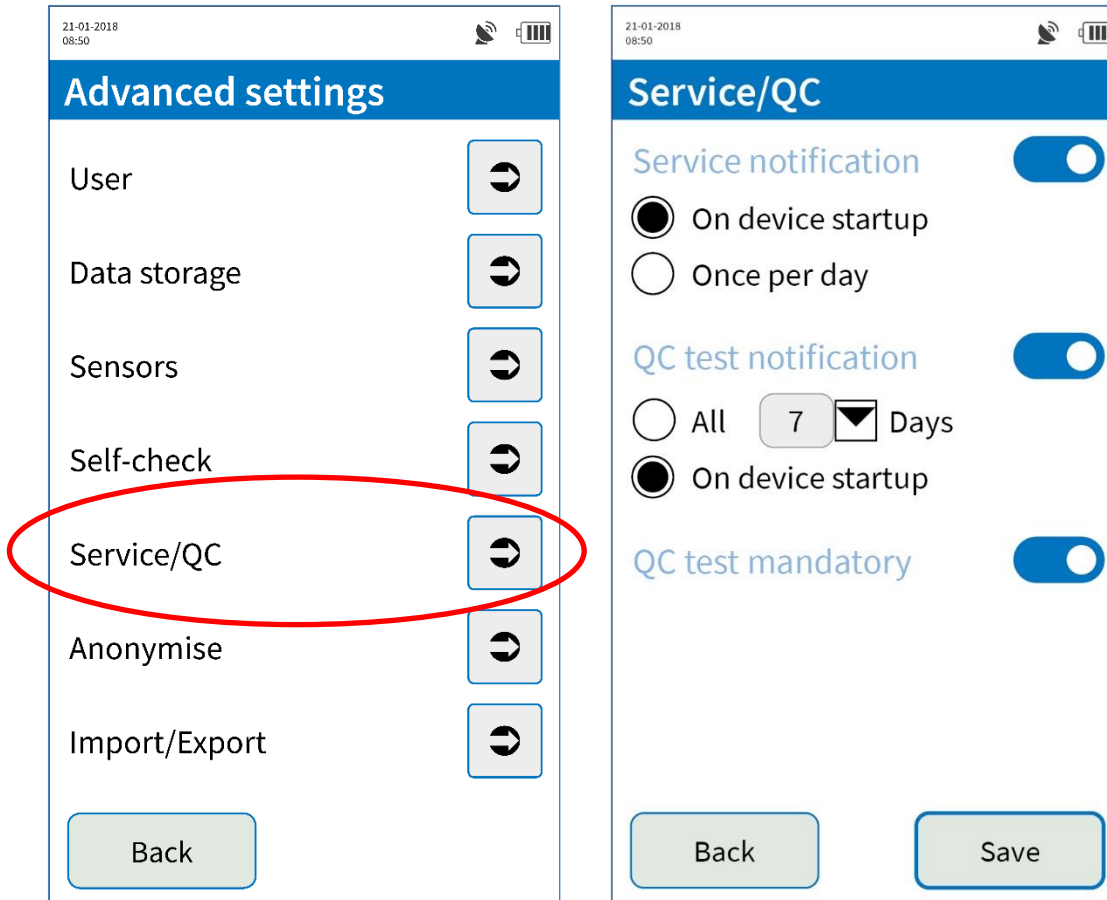 21-01-2018
08:50
Advanced settings
User
Data storage
Sensors
Self-check
Service/QC
Anonymise
Import/Export
Back
21-01-2018
08:50
Service/QC
Service notification
On device startup
Once per day
QC test notification
All 7 Days
On device startup
QC test mandatory
Back Save